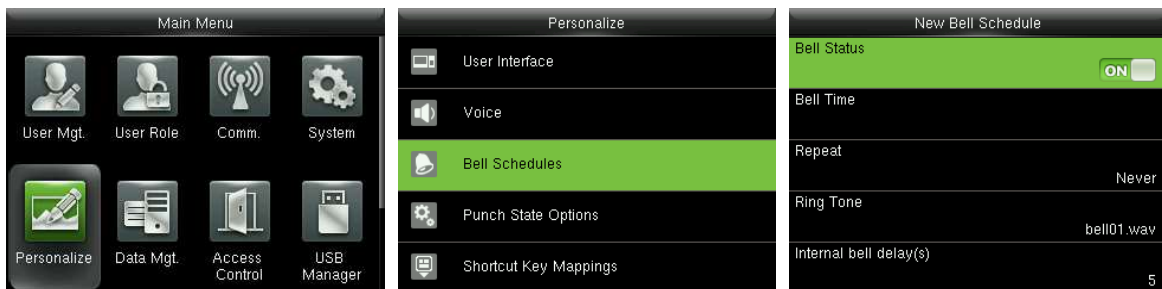 Main Menu
User Mgt.
User Role
Comm.
System
Personalize
Data Mgt.
Access
Control
USB
Manager
Personalize
User Interface
Voice
Bell Schedules
Punch State Options
Shortcut Key Mappings
New Bell Schedule
Bell Status
ON
Bell Time
Repeat
Never
Ring Tone
bell01.wav
Internal bell delay(s)
5